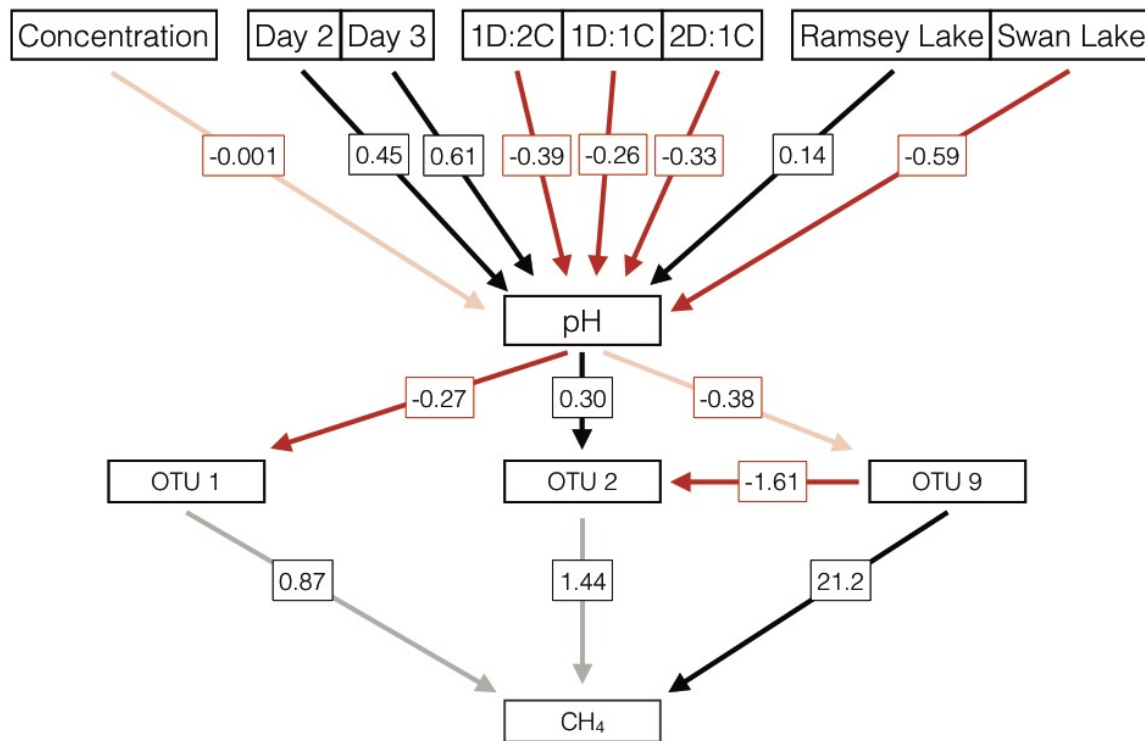 Concentration Day 2 Day 3 1D:2C 1D:1C 2D:1C Ramsey Lake Swan Lake
-0.001 0.45 0.61 -0.39 -0.26 -0.33 0.14 -0.59
pH
-0.27 0.30 -0.38
OTU 1 OTU 2 -1.61 OTU 9
0.87 1.44 21.2
CH₄